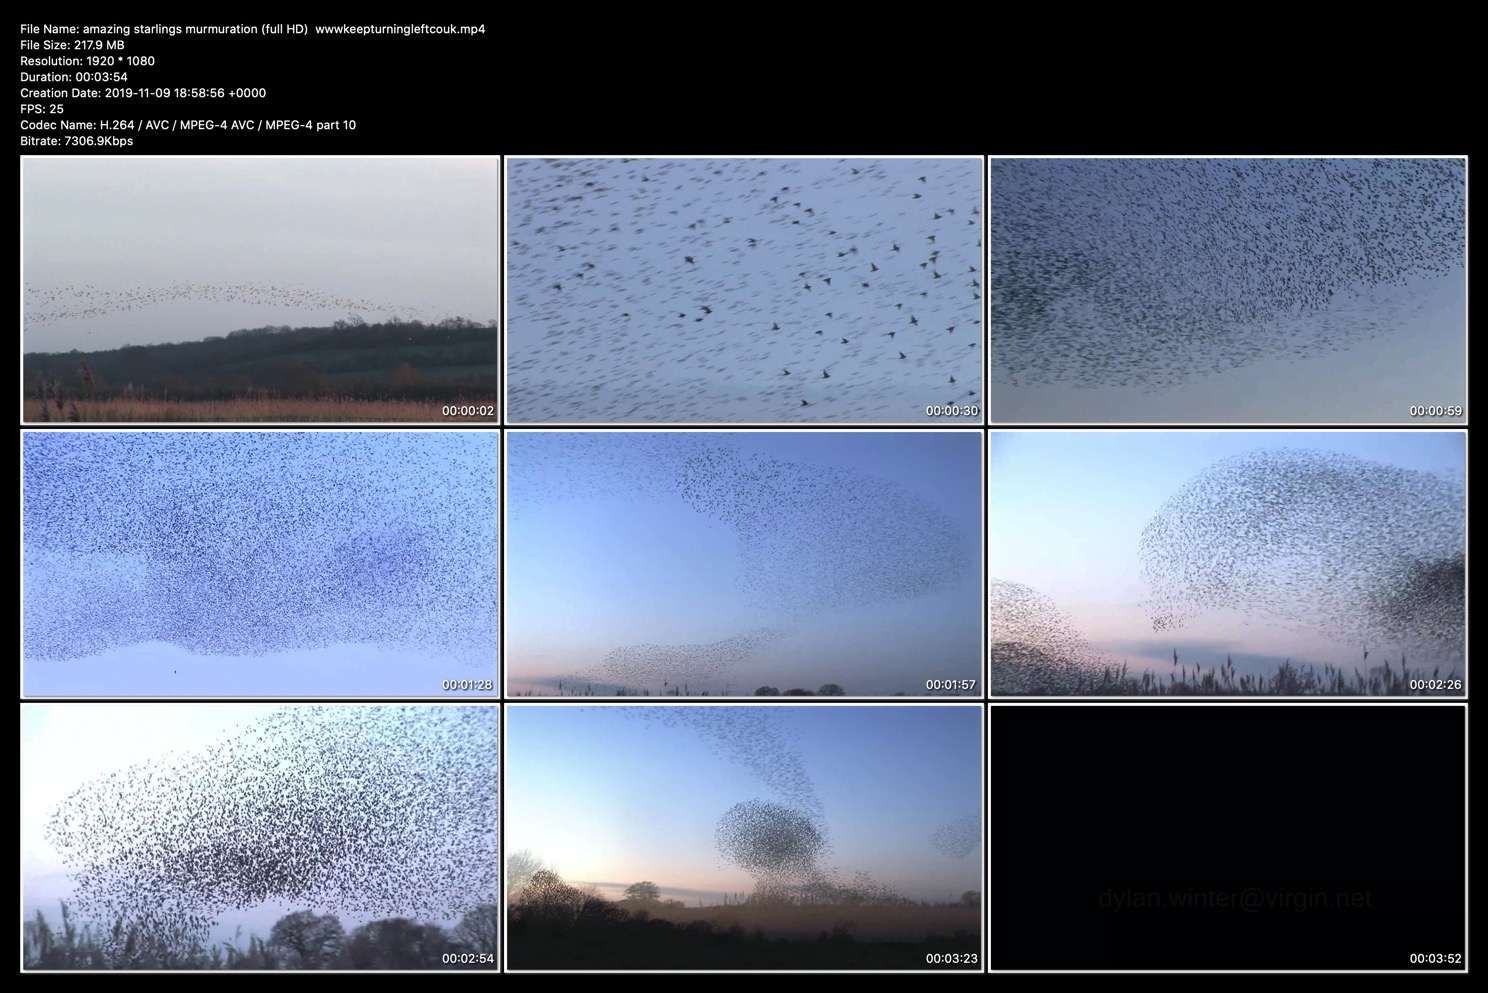 File Name: amazing starlings murmuration (full HD)  wwwkeepturningleftcouk.mp4
File Size: 217.9 MB
Resolution: 1920 * 1080
Duration: 00:03:54
Creation Date: 2019-11-09 18:58:56 +0000
FPS: 25
Codec Name: H.264 / AVC / MPEG-4 AVC / MPEG-4 part 10
Bitrate: 7306.9Kbps
00:00:02
00:00:30
00:00:59
00:01:28
00:01:57
00:02:26
00:02:54
00:03:23
dylan.winter@virgin.net
00:03:52